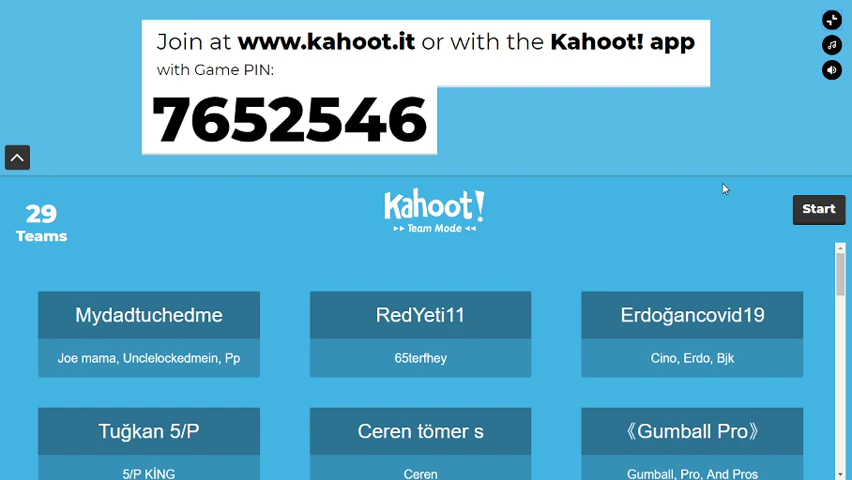 Join at www.kahoot.it or with the Kahoot! app
with Game PIN:
7652546
29
Teams
Kahoot!
Team Mode
Start
Mydadtuchedme
Joe mama, Unclelockedmein, Pp
RedYeti11
65terfhey
Erdoğancovid19
Cino, Erdo, Bjk
Tuğkan 5/P
5/P KİNG
Ceren tömer s
Ceren
《Gumball Pro》
Gumball, Pro, And Pros